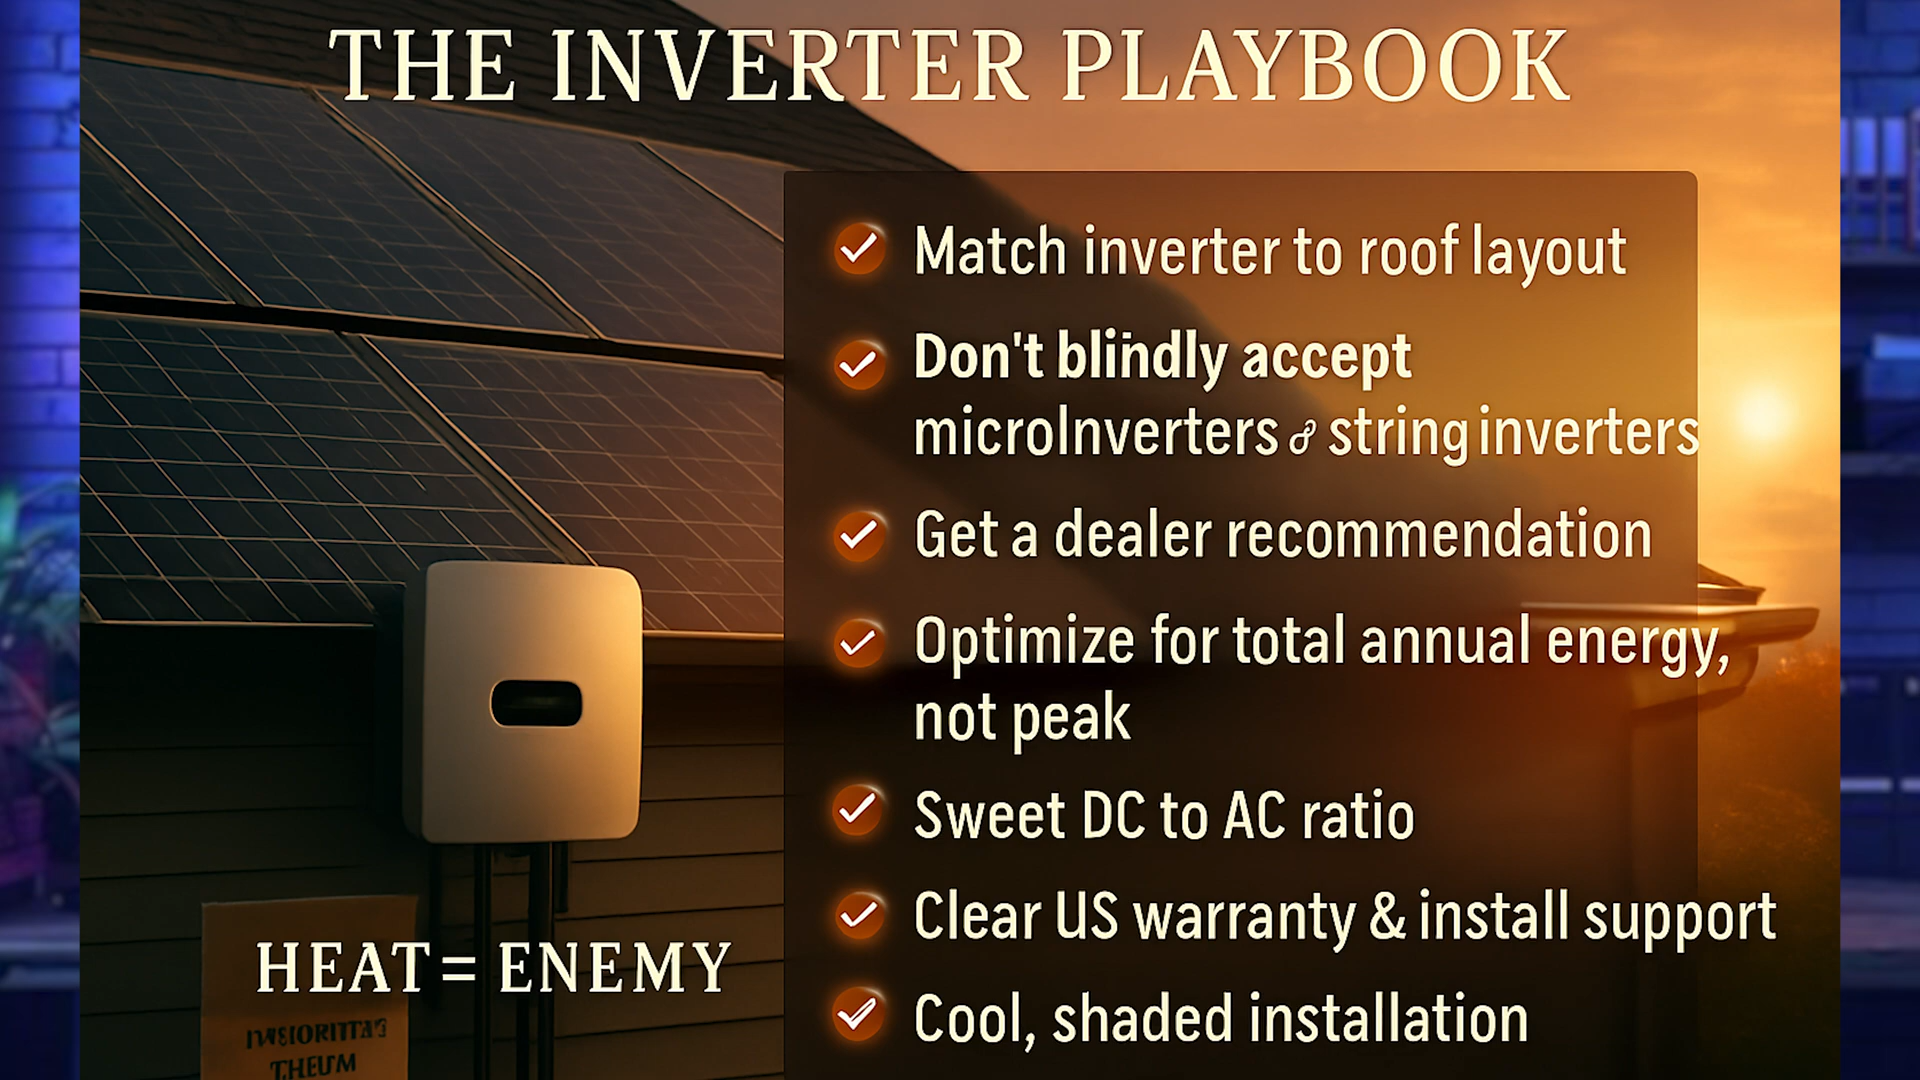 THE INVERTER PLAYBOOK
Match inverter to roof layout
Don't blindly accept
microInverters & string inverters
Get a dealer recommendation
Optimize for total annual energy,
not peak
Sweet DC to AC ratio
Clear US warranty & install support
Cool, shaded installation
HEAT = ENEMY